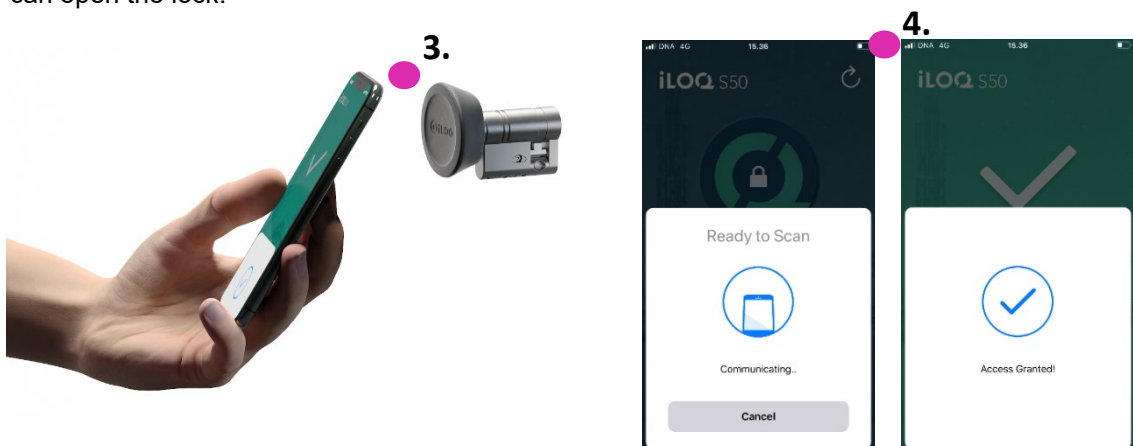 can open the lock.
3.
iLOQ
4.
DNA 4G 15.36
iLOQ S50
Ready to Scan
Communicating..
Cancel
DNA 4G 15.36
iLOQ S50
Access Granted!